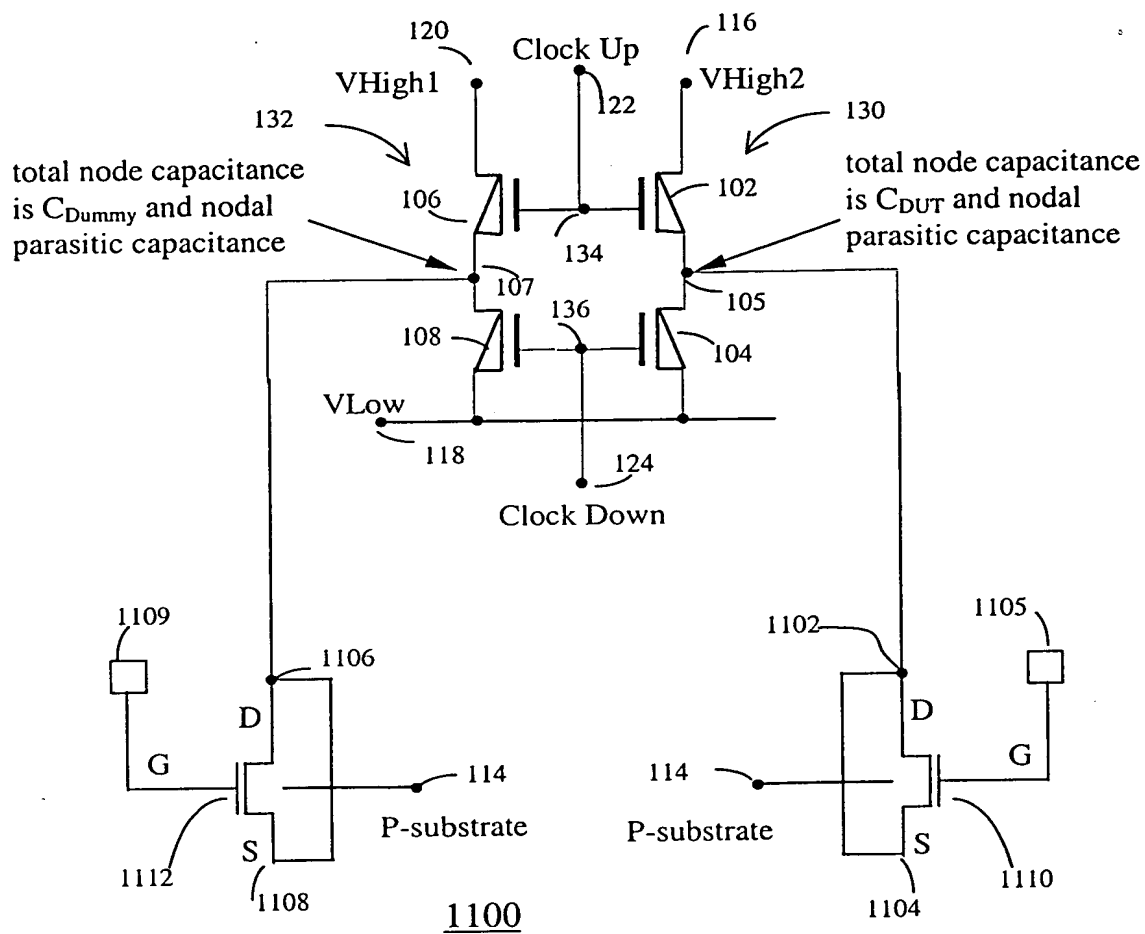 120
Clock Up
116
VHigh1
122
VHigh2
132
130
total node capacitance
is CDummy and nodal
parasitic capacitance
106
102
total node capacitance
is CDUT and nodal
parasitic capacitance
134
107
105
136
108
104
VLow
118
124
Clock Down
1109
1106
1102
1105
D
D
G
114
114
G
P-substrate
P-substrate
S
S
1112
1108
1104
1110
1100